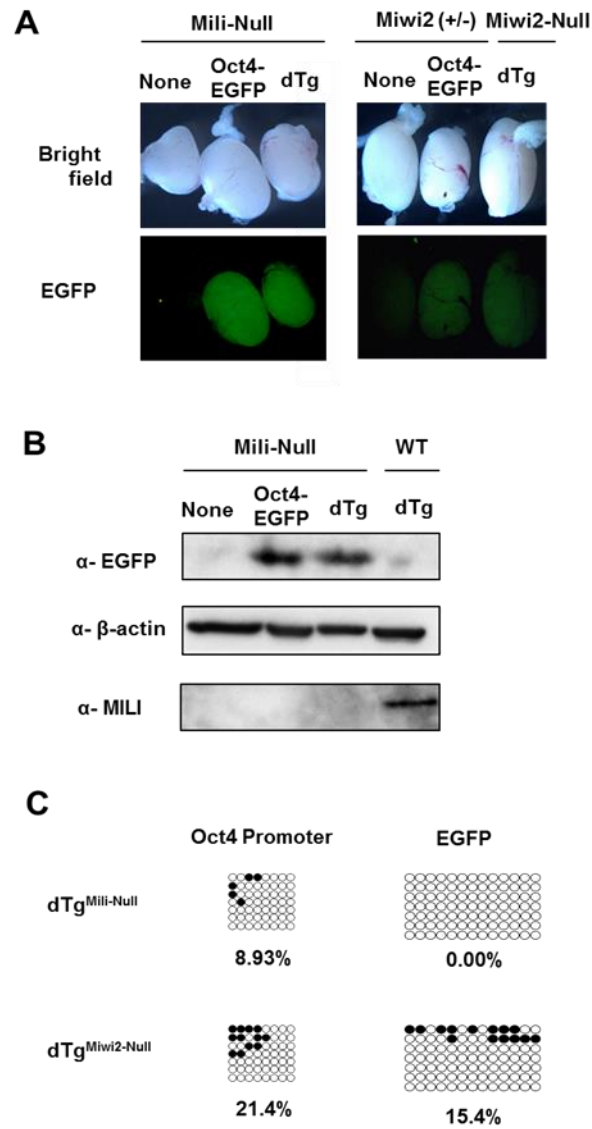 A
Mili-Null
Miwi2 (+/-) Miwi2-Null
None Oct4-EGFP dTg
None Oct4-EGFP dTg
Bright field
EGFP
B
Mili-Null WT
None Oct4-EGFP dTg dTg
α- EGFP
α- β-actin
α- MILI
C
Oct4 Promoter EGFP
dTgMili-Null
8.93% 0.00%
dTgMiwi2-Null
21.4% 15.4%